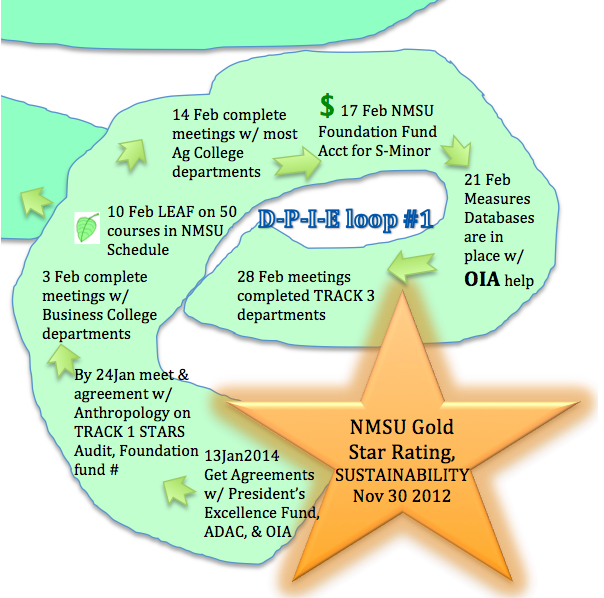 14 Feb complete
meetings w/ most
Ag College
departments
$ 17 Feb NMSU
Foundation Fund
Acct for S-Minor
21 Feb
Measures
Databases
are in
place w/
OIA help
10 Feb LEAF on 50
courses in NMSU
Schedule
D-P-I-E loop #1
3 Feb complete
meetings w/
Business College
departments
28 Feb meetings
completed TRACK 3
departments
By 24Jan meet &
agreement w/
Anthropology on
TRACK 1 STARS
Audit, Foundation
fund #
13Jan2014
Get Agreements
w/ President's
Excellence Fund,
ADAC, & OIA
NMSU Gold
Star Rating,
SUSTAINABILITY
Nov 30 2012